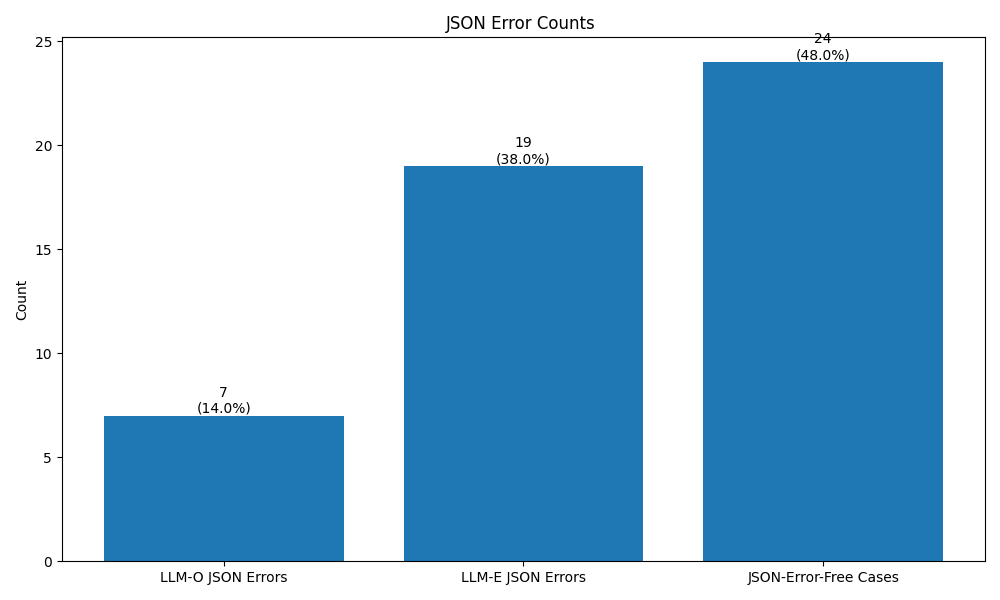 JSON Error Counts
25
20
15
10
5
0
Count
7
(14.0%)
19
(38.0%)
24
(48.0%)
LLM-O JSON Errors
LLM-E JSON Errors
JSON-Error-Free Cases